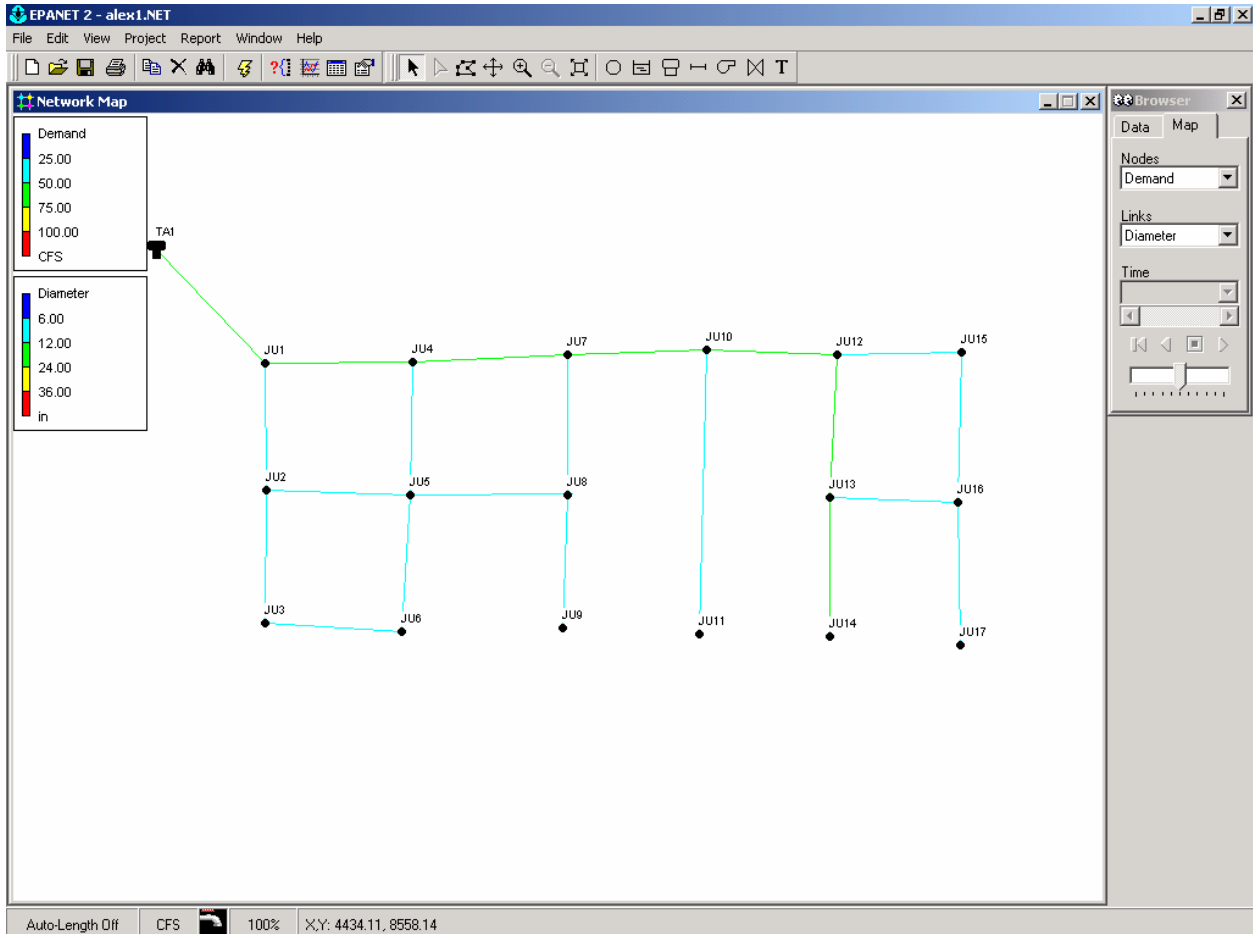 EPANET 2 - alex1.NET
File Edit View Project Report Window Help
T
Network Map
Browser
Data Map
Nodes
Demand
Links
Diameter
Time
Demand
25.00
50.00
75.00
100.00
CFS
Diameter
6.00
12.00
24.00
36.00
in
TA1
JU1 JU4 JU7 JU10 JU12 JU15
JU2 JU5 JU8 JU13 JU16
JU3 JU6 JU9 JU11 JU14 JU17
Auto-Length Off CFS 100% X,Y: 4434.11, 8558.14